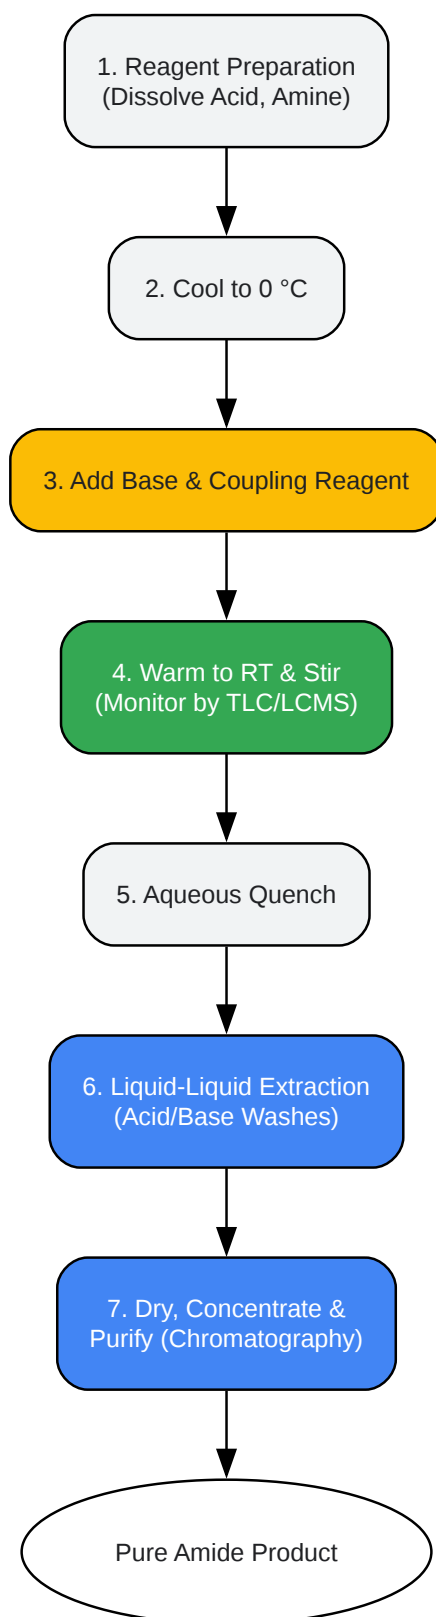 1. Reagent Preparation
(Dissolve Acid, Amine)
2. Cool to 0 °C
3. Add Base & Coupling Reagent
4. Warm to RT & Stir
(Monitor by TLC/LCMS)
5. Aqueous Quench
6. Liquid-Liquid Extraction
(Acid/Base Washes)
7. Dry, Concentrate &
Purify (Chromatography)
Pure Amide Product